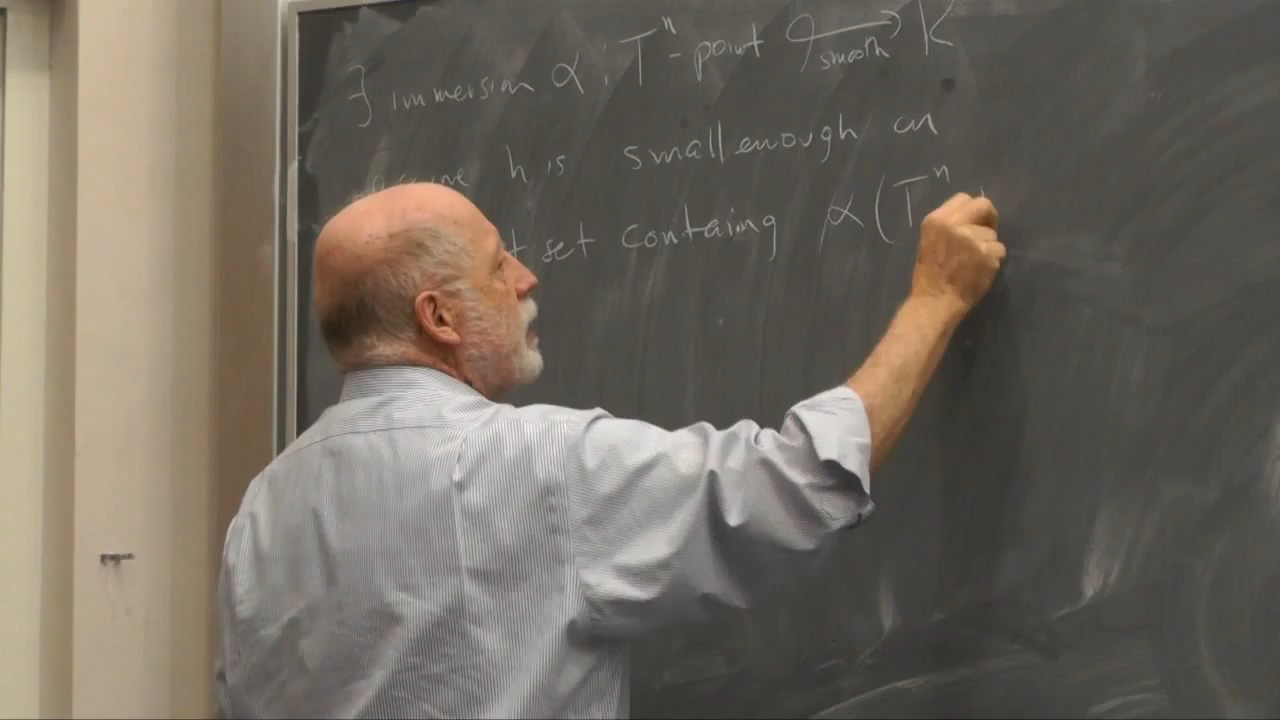 ∃ immersion α : Tⁿ-point ↪ smooth R
h is small enough on
set containg α(Tⁿ